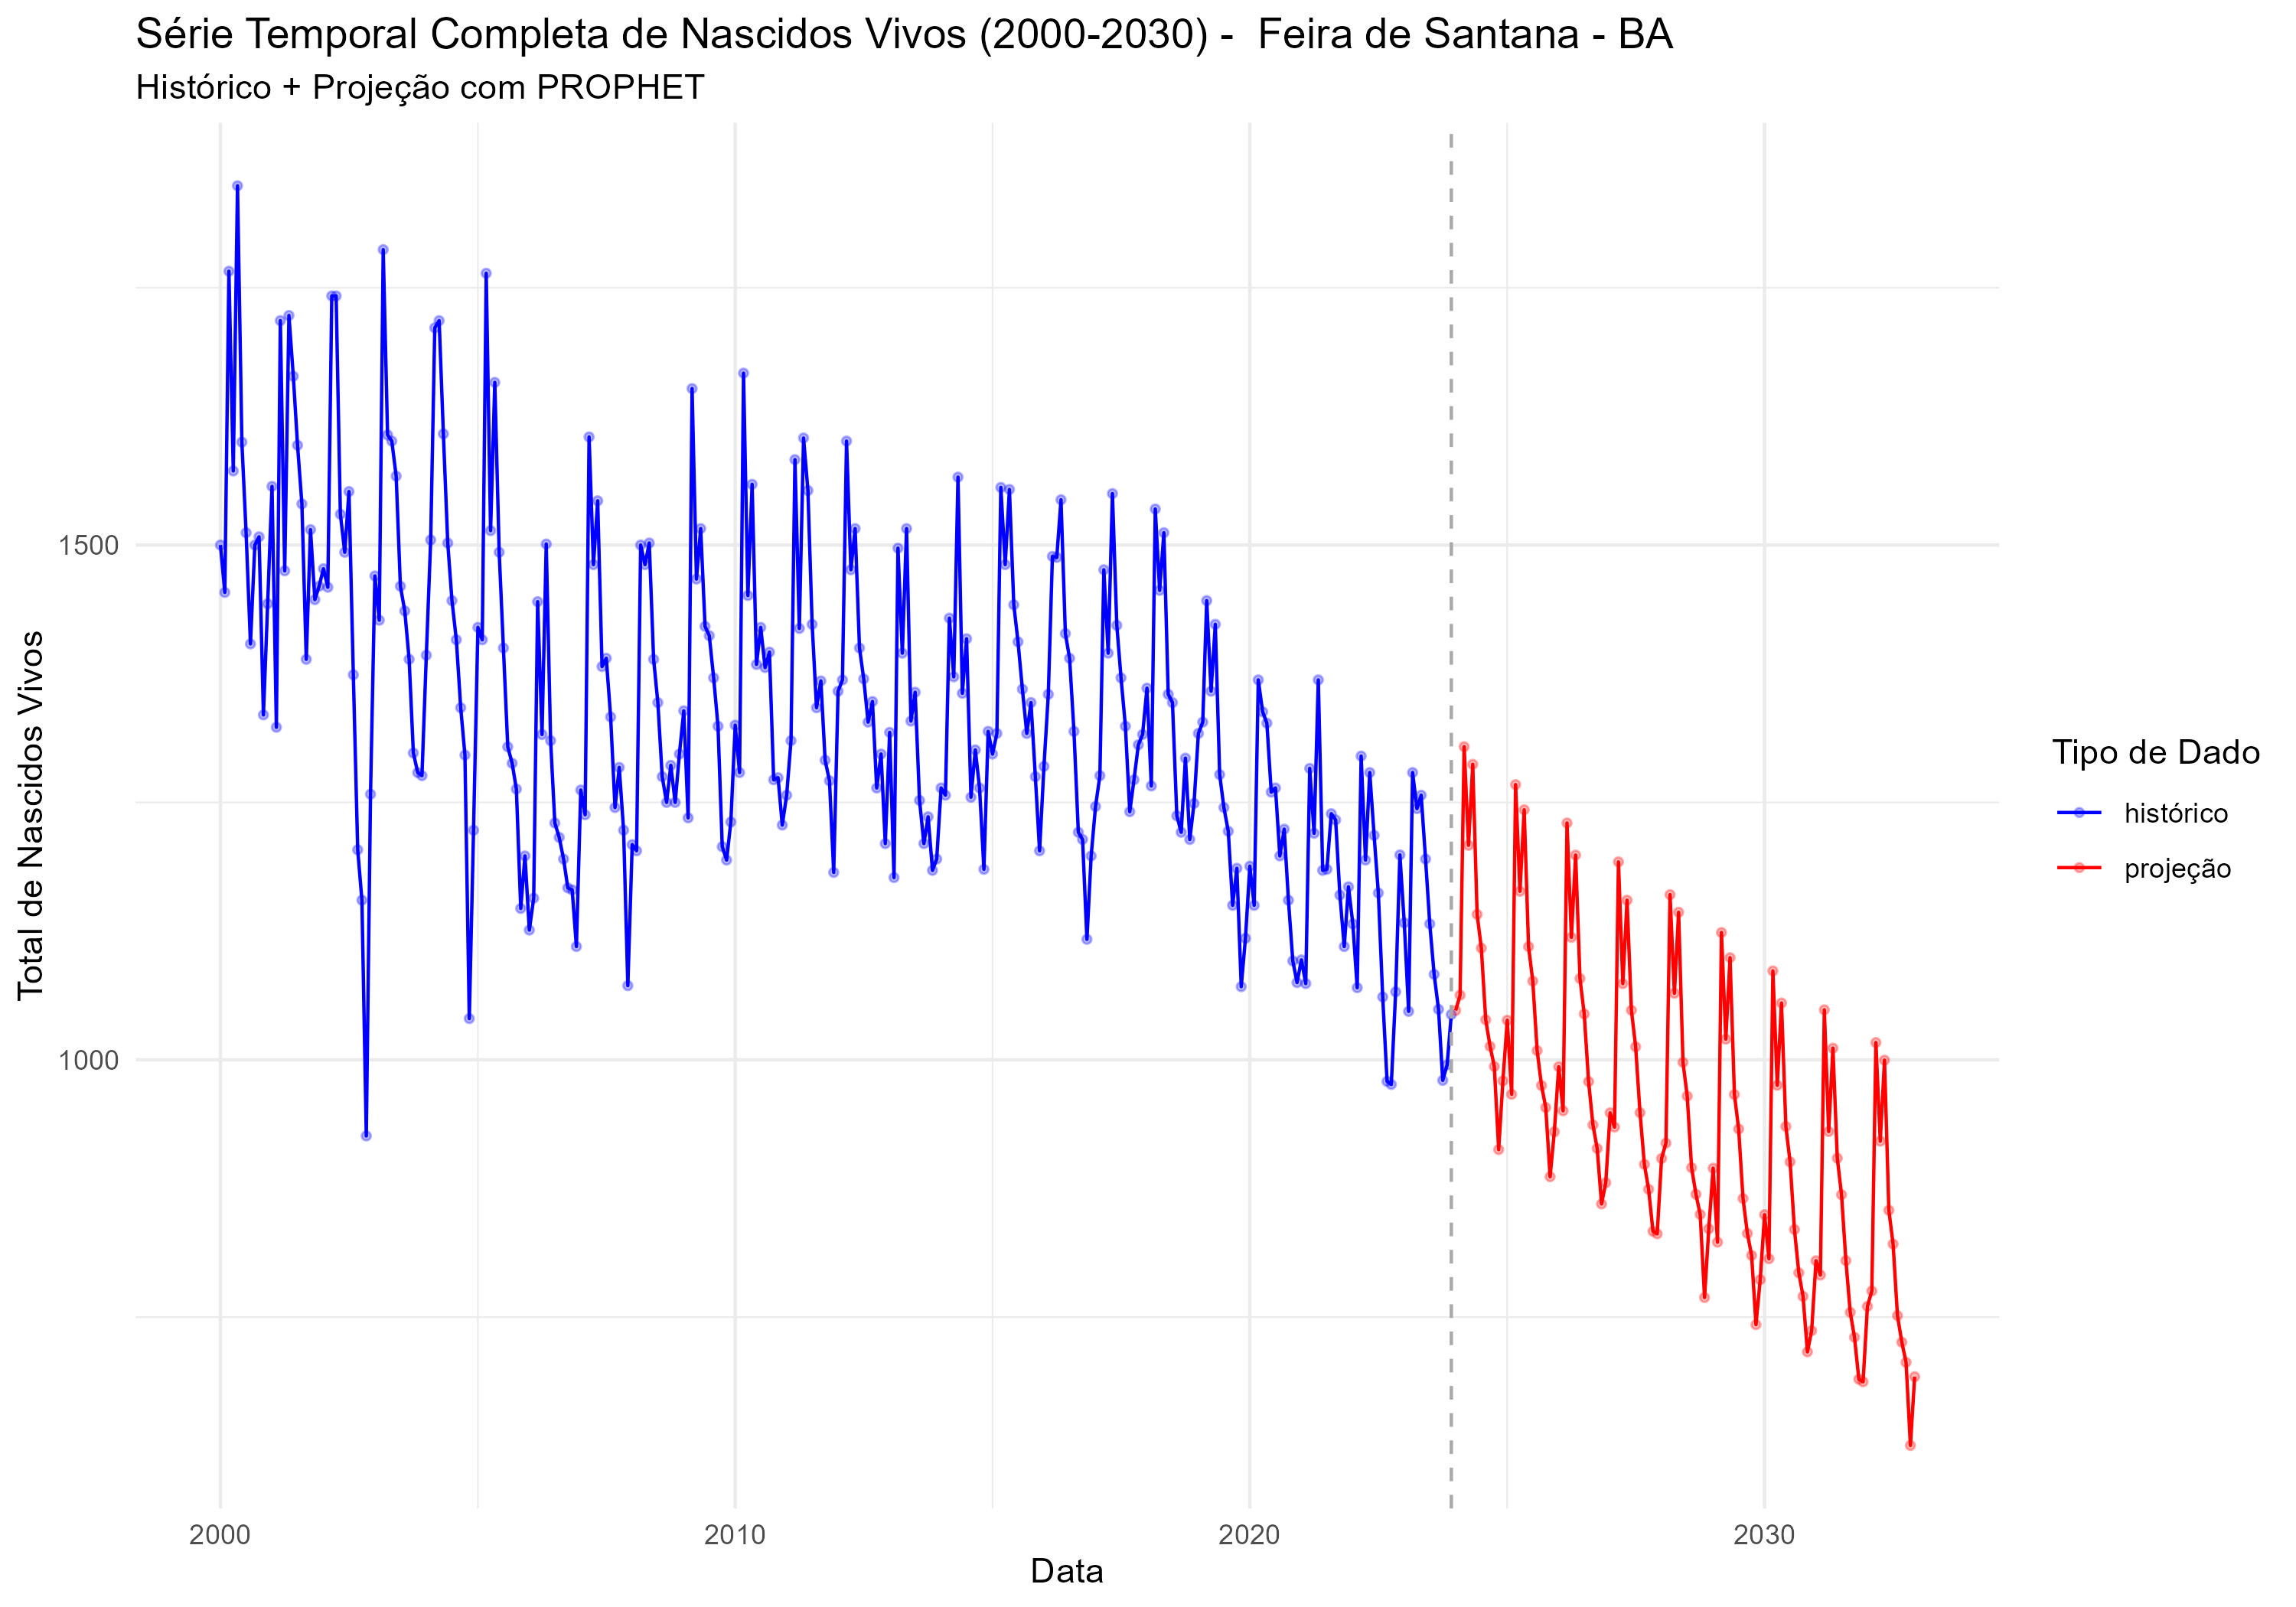 Série Temporal Completa de Nascidos Vivos (2000-2030) -  Feira de Santana - BA
Histórico + Projeção com PROPHET
Total de Nascidos Vivos
1500
1000
2000
2010
2020
2030
Data
Tipo de Dado
histórico
projeção